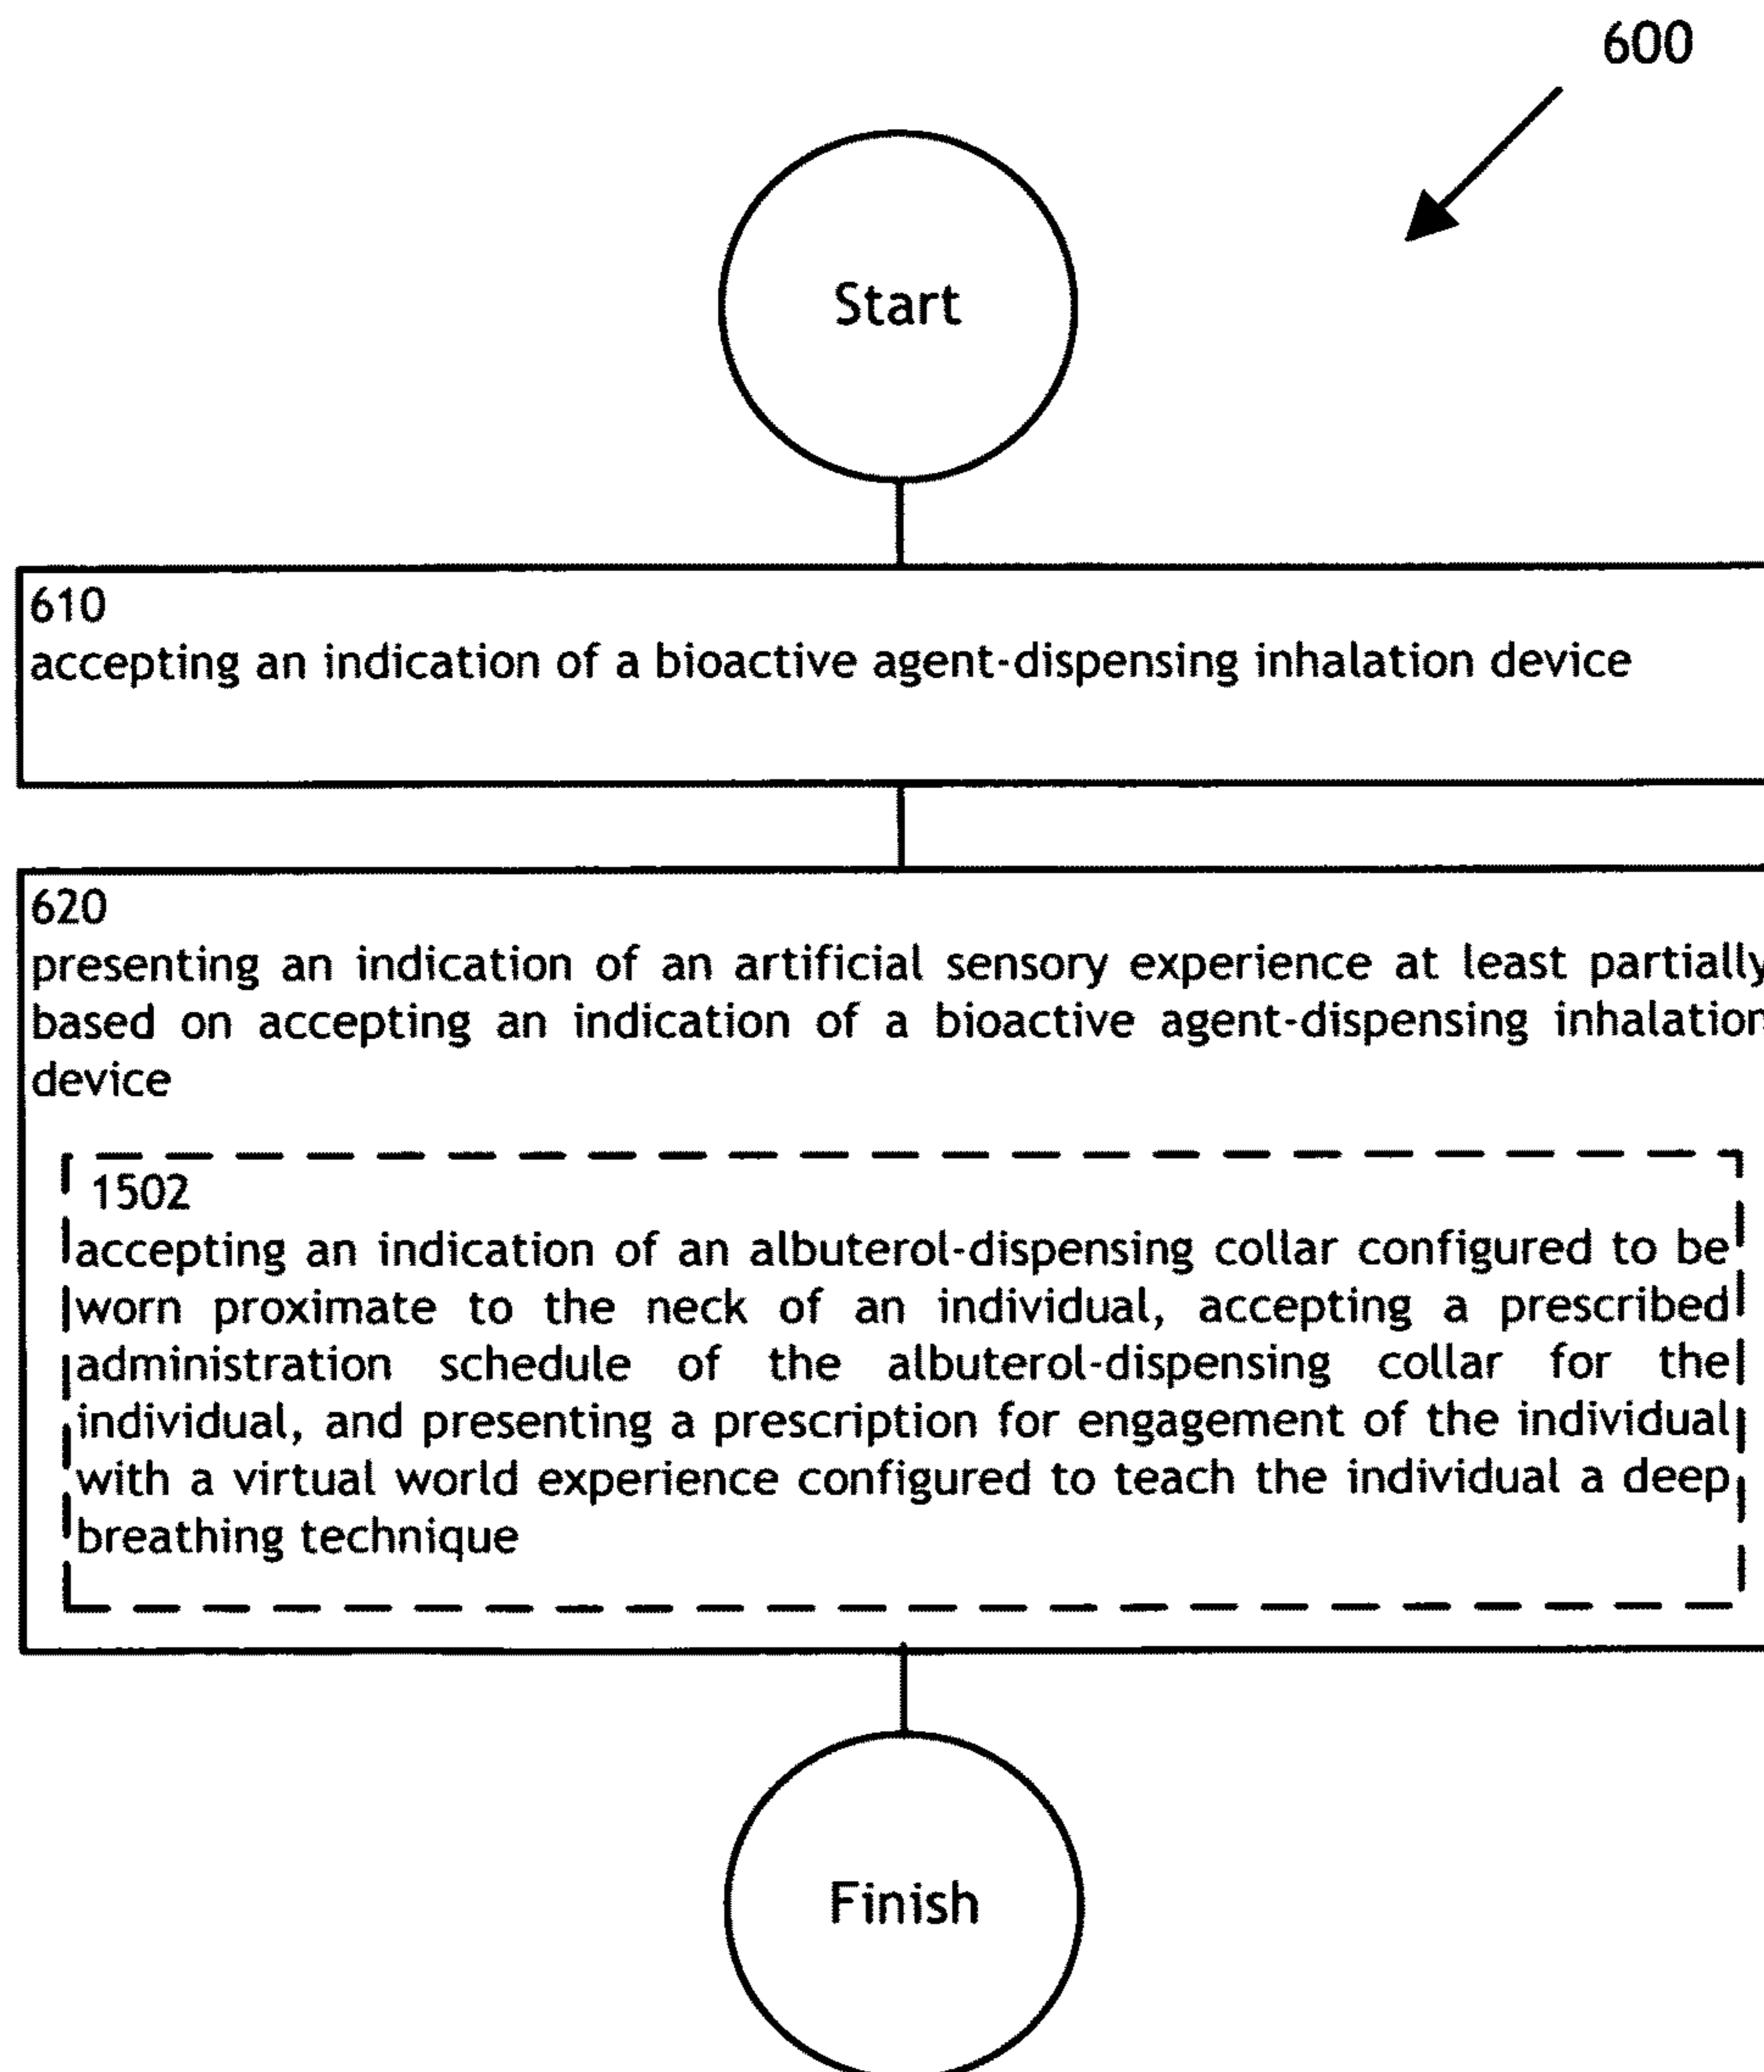 600
Start
610
accepting an indication of a bioactive agent-dispensing inhalation device
620
presenting an indication of an artificial sensory experience at least partially
based on accepting an indication of a bioactive agent-dispensing inhalation
device
1502
accepting an indication of an albuterol-dispensing collar configured to be
worn proximate to the neck of an individual, accepting a prescribed
administration schedule of the albuterol-dispensing collar for the
individual, and presenting a prescription for engagement of the individual
with a virtual world experience configured to teach the individual a deep
breathing technique
Finish